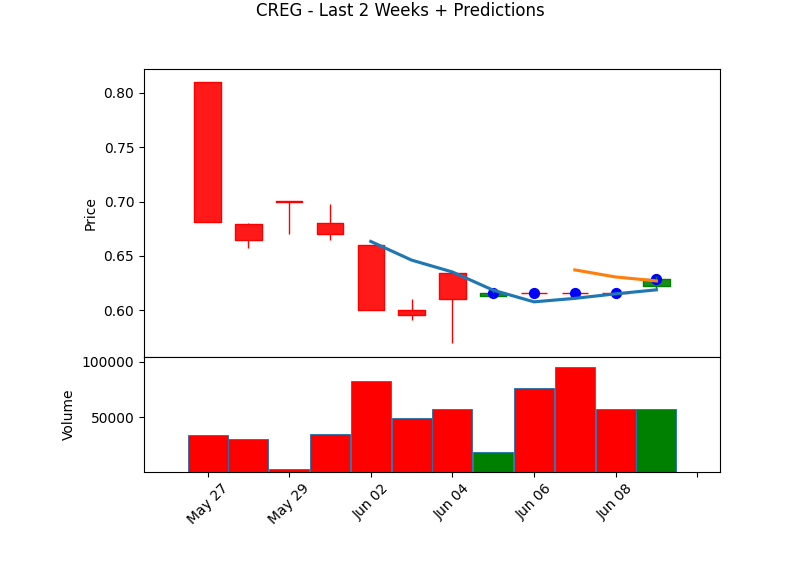 CREG - Last 2 Weeks + Predictions
0.80
0.75
0.70
0.65
0.60
Price
100000
50000
Volume
May 27
May 29
Jun 02
Jun 04
Jun 06
Jun 08